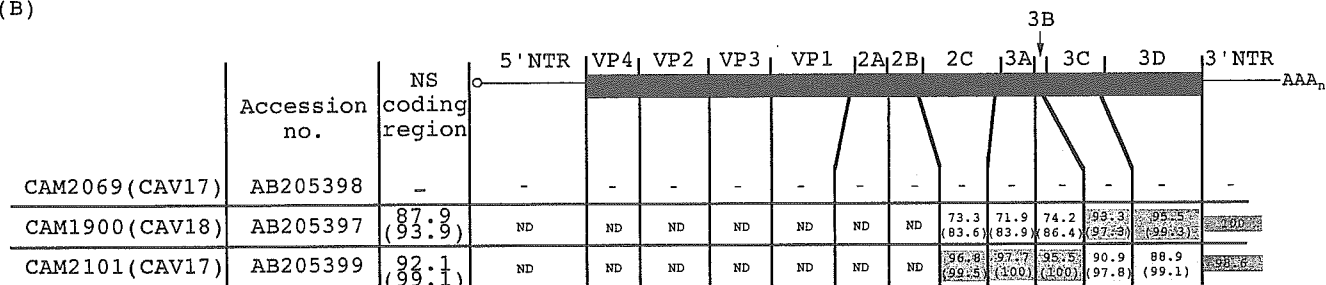 (B)
3B
5'NTR VP4 VP2 VP3 VP1 2A 2B 2C 3A 3C 3D 3'NTR
AAAn
Accession no.
NS coding region
CAM2069(CAV17) AB205398 - - - - - - - - - - - - - -
CAM1900(CAV18) AB205397 87.9 (93.9) ND ND ND ND ND ND ND 73.3 (83.6) 71.9 (83.9) 74.2 (86.4) 93.3 (97.3) 95.5 (99.3) 100
CAM2101(CAV17) AB205399 92.1 (99.1) ND ND ND ND ND ND ND 96.8 (99.5) 97.7 (100) 95.5 (100) 90.9 (97.8) 88.9 (99.1) 98.6